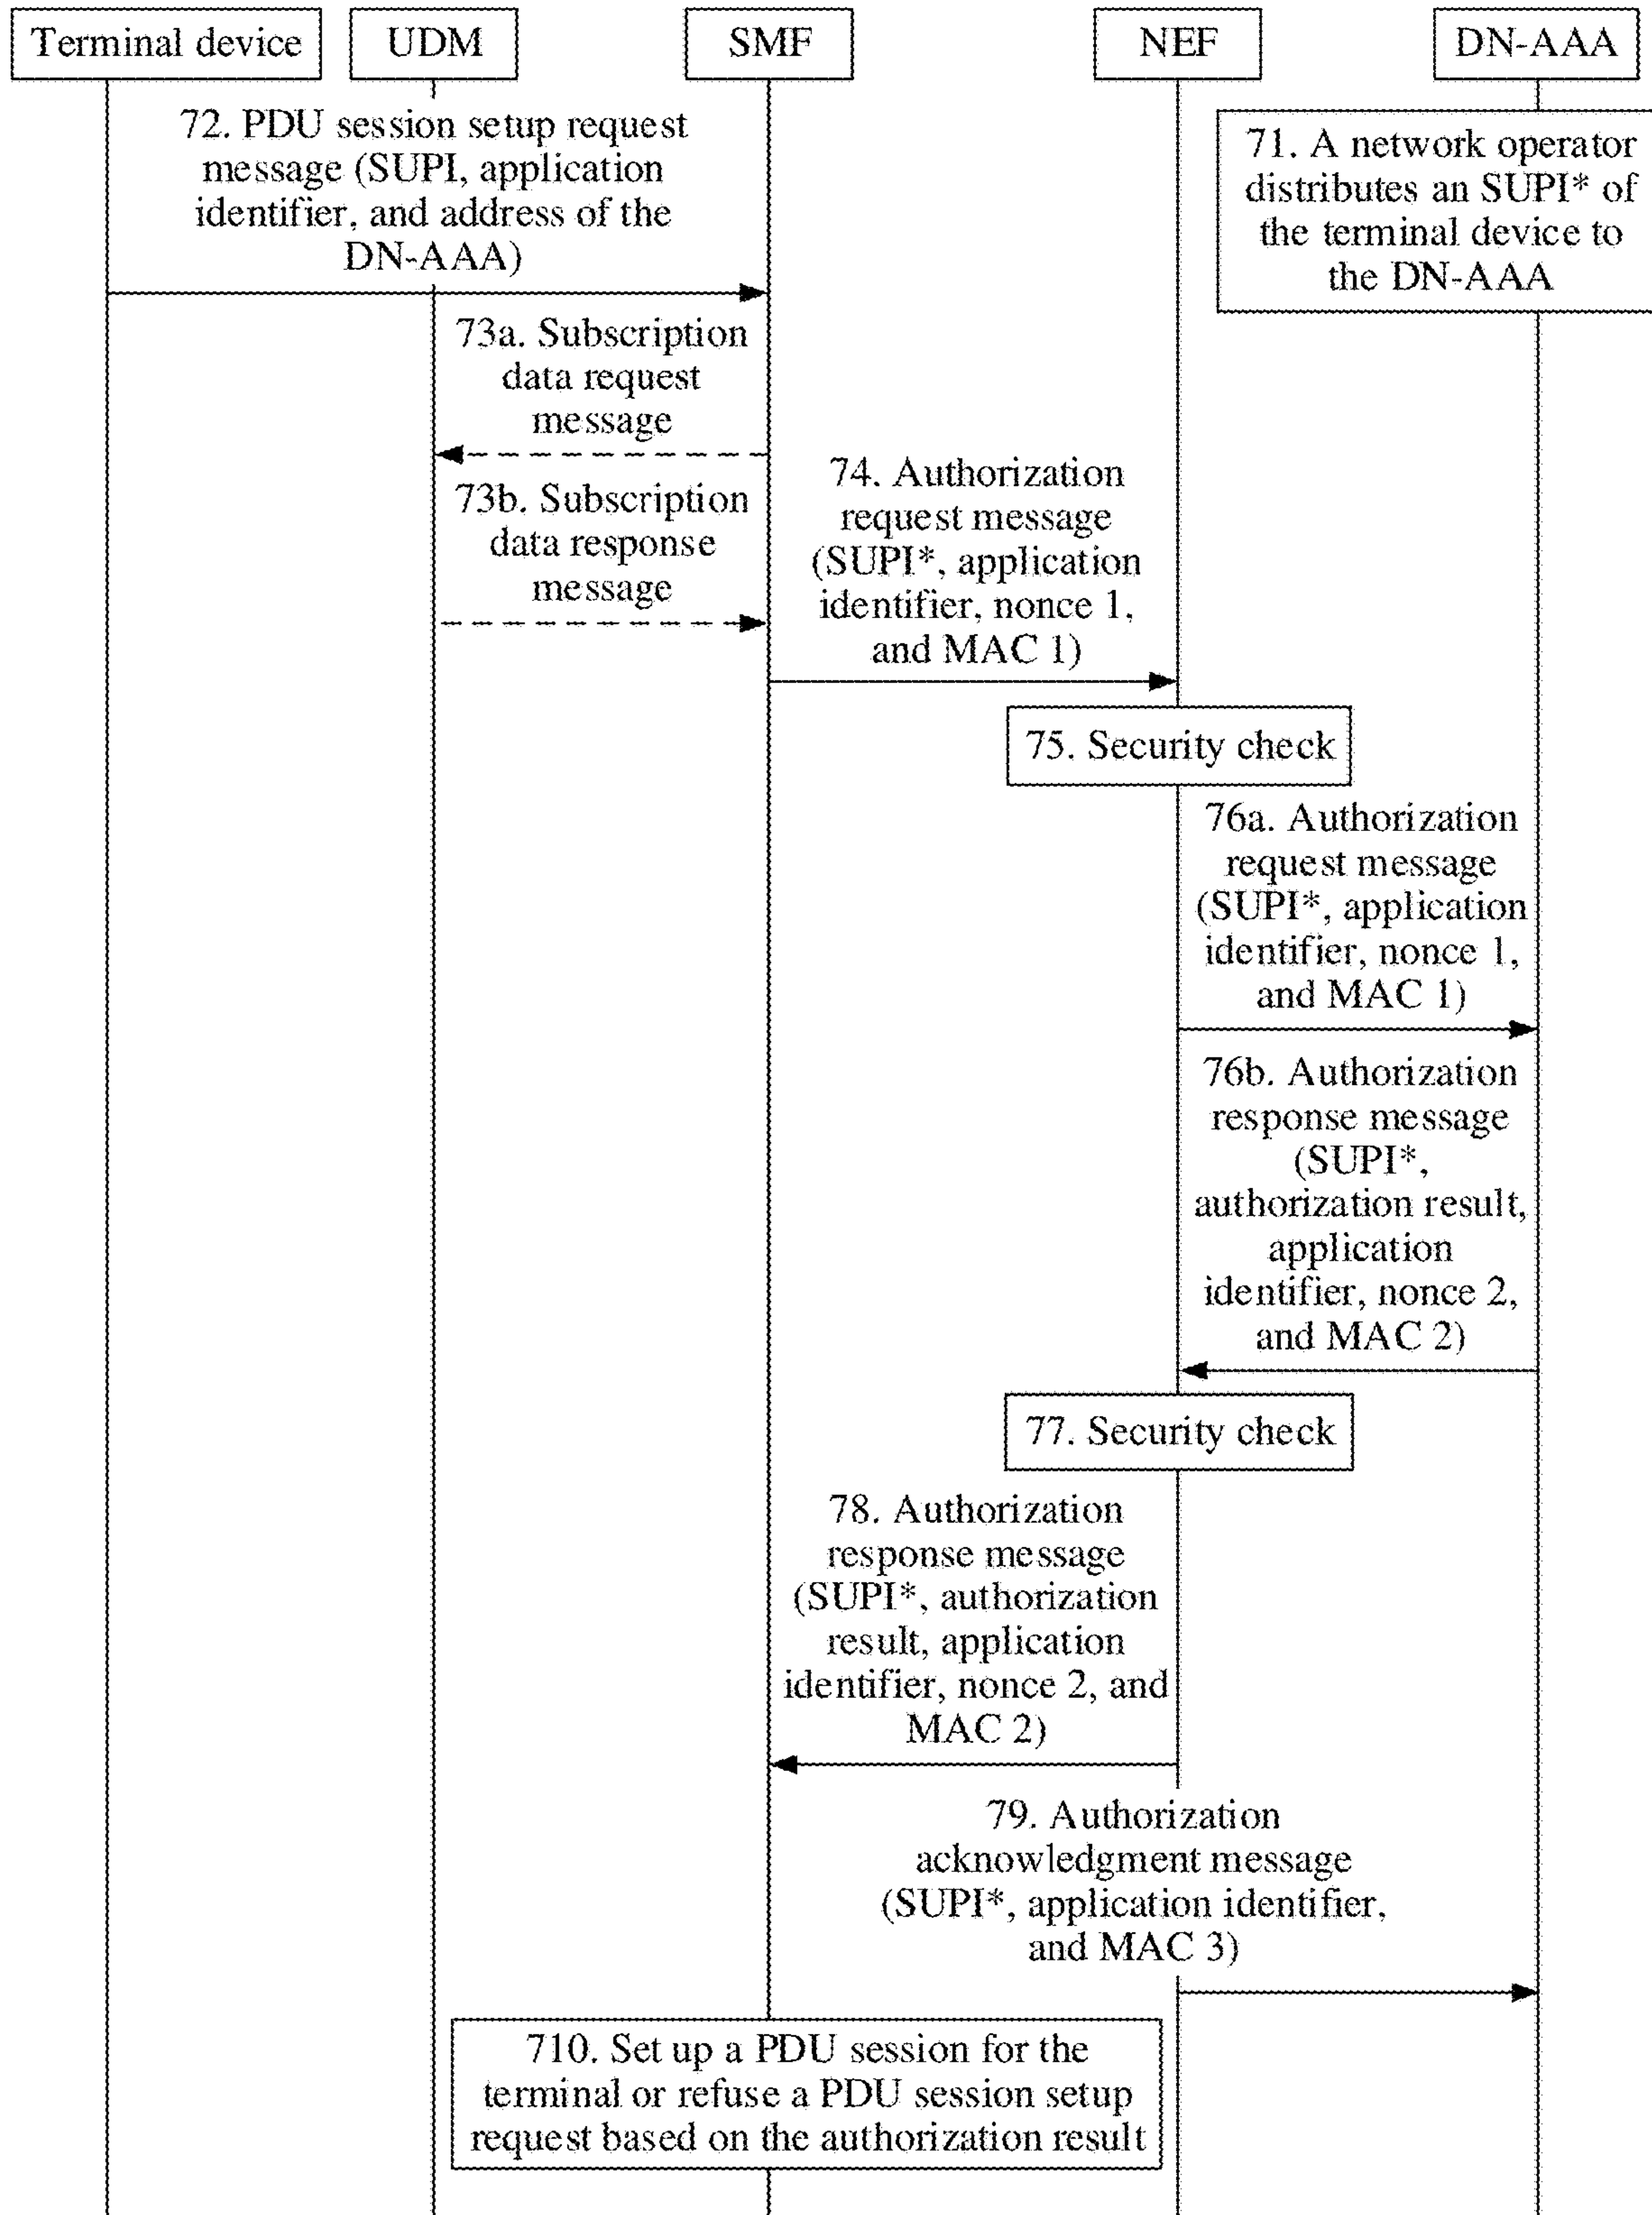 Terminal device
UDM
SMF
NEF
DN-AAA
72. PDU session setup request
message (SUPI, application
identifier, and address of the
DN-AAA)
71. A network operator
distributes an SUPI* of
the terminal device to
the DN-AAA
73a. Subscription
data request
message
73b. Subscription
data response
message
74. Authorization
request message
(SUPI*, application
identifier, nonce 1,
and MAC 1)
75. Security check
76a. Authorization
request message
(SUPI*, application
identifier, nonce 1,
and MAC 1)
76b. Authorization
response message
(SUPI*,
authorization result,
application
identifier, nonce 2,
and MAC 2)
77. Security check
78. Authorization
response message
(SUPI*, authorization
result, application
identifier, nonce 2, and
MAC 2)
79. Authorization
acknowledgment message
(SUPI*, application identifier,
and MAC 3)
710. Set up a PDU session for the
terminal or refuse a PDU session setup
request based on the authorization result